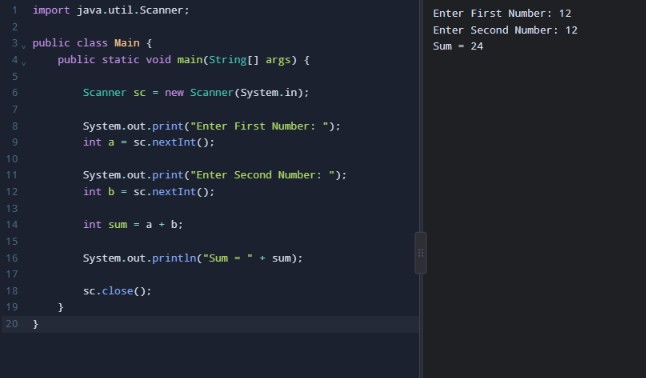 1 import java.util.Scanner;
2
3 public class Main {
4     public static void main(String[] args) {
5
6         Scanner sc = new Scanner(System.in);
7
8         System.out.print("Enter First Number: ");
9         int a = sc.nextInt();
10
11         System.out.print("Enter Second Number: ");
12         int b = sc.nextInt();
13
14         int sum = a + b;
15
16         System.out.println("Sum = " + sum);
17
18         sc.close();
19     }
20 }
Enter First Number: 12
Enter Second Number: 12
Sum = 24